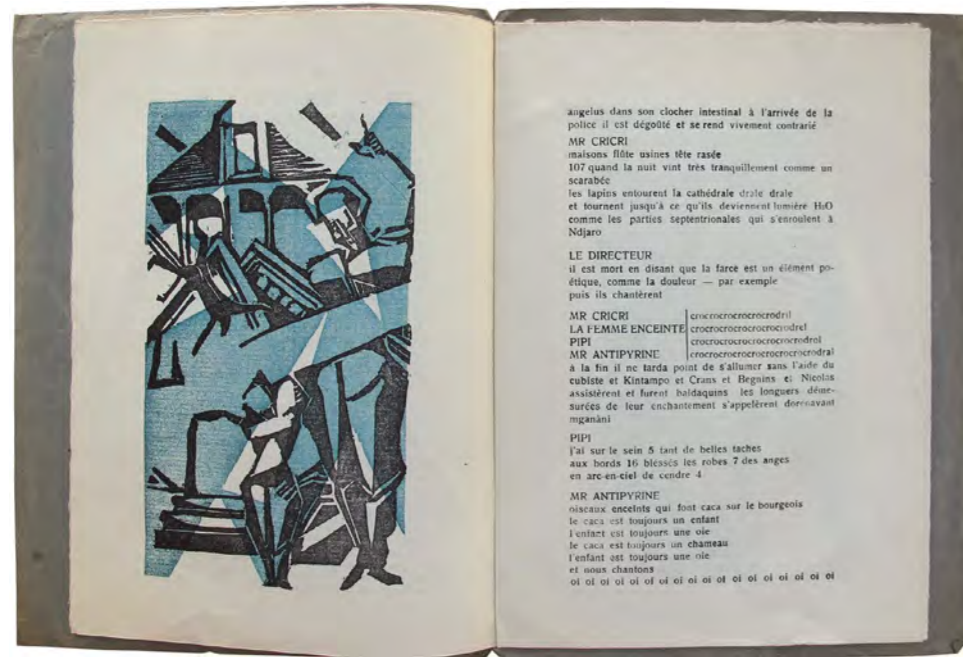 angelus dans son clocher intestinal à l'arrivée de la
police il est dégoûté et se rend vivement contrarié
MR CRICRI
maisons flûte usines tête rasée
107 quand la nuit vint très tranquillement comme un
scarabée
les lapins entourent la cathédrale drale drale
et tournent jusqu'à ce qu'ils deviennent lumière H₂O
comme les parties septentrionales qui s'enroulent à
Ndjaro
LE DIRECTEUR
il est mort en disant que la farce est un élément po-
étique, comme la douleur — par exemple
puis ils chantèrent
MR CRICRI crocrocrocrocrocrodril
LA FEMME ENCEINTE crocrocrocrocrocrocrodrel
PIPI crocrocrocrocrocrocrocrodrol
MR ANTIPYRINE crocrocrocrocrocrocrocrocrodral
à la fin il ne tarda point de s'allumer sans l'aide du
cubiste et Kintampo et Crans et Begnins et Nicolas
assistèrent et furent baldaquins les longuers déme-
surées de leur enchantement s'appelèrent dorenavant
mganàni
PIPI
j'ai sur le sein 5 tant de belles taches
aux bords 16 blessés les robes 7 des anges
en arc-en-ciel de cendre 4
MR ANTIPYRINE
oiseaux enceints qui font caca sur le bourgeois
le caca est toujours un enfant
l'enfant est toujours une oie
le caca est toujours un chameau
l'enfant est toujours une oie
et nous chantons
oi oi oi oi oi oi oi oi oi oi oi oi oi oi oi oi oi oi